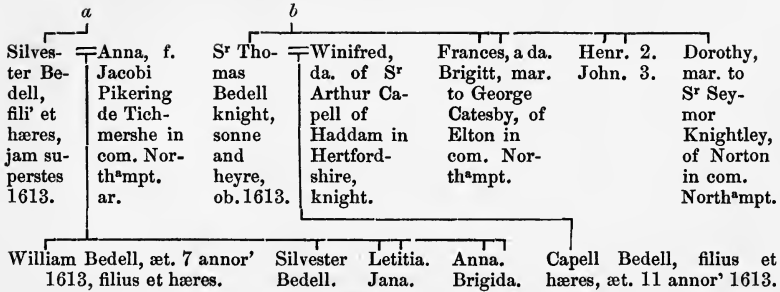 a
b
Silves-
ter Be-
dell,
fili' et
hæres,
jam su-
perstes
1613.
Anna, f.
Jacobi
Pikering
de Tich-
mershe in
com. Nor-
thᵃmpt.
ar.
Sʳ Tho-
mas
Bedell
knight,
sonne
and
heyre,
ob. 1613.
Winifred,
da. of Sʳ
Arthur Ca-
pell of
Haddam in
Hertford-
shire,
knight.
Frances, a da.
Brigitt, mar.
to George
Catesby, of
Elton in
com. Nor-
thᵃmpt.
Henr. 2.
John. 3.
Dorothy,
mar. to
Sʳ Sey-
mor
Knightley,
of Norton
in com.
Northᵃmpt.
William Bedell, æt. 7 annor'
1613, filius et hæres.
Silvester
Bedell.
Letitia.
Jana.
Anna.
Brigida.
Capell Bedell, filius et
hæres, æt. 11 annor' 1613.